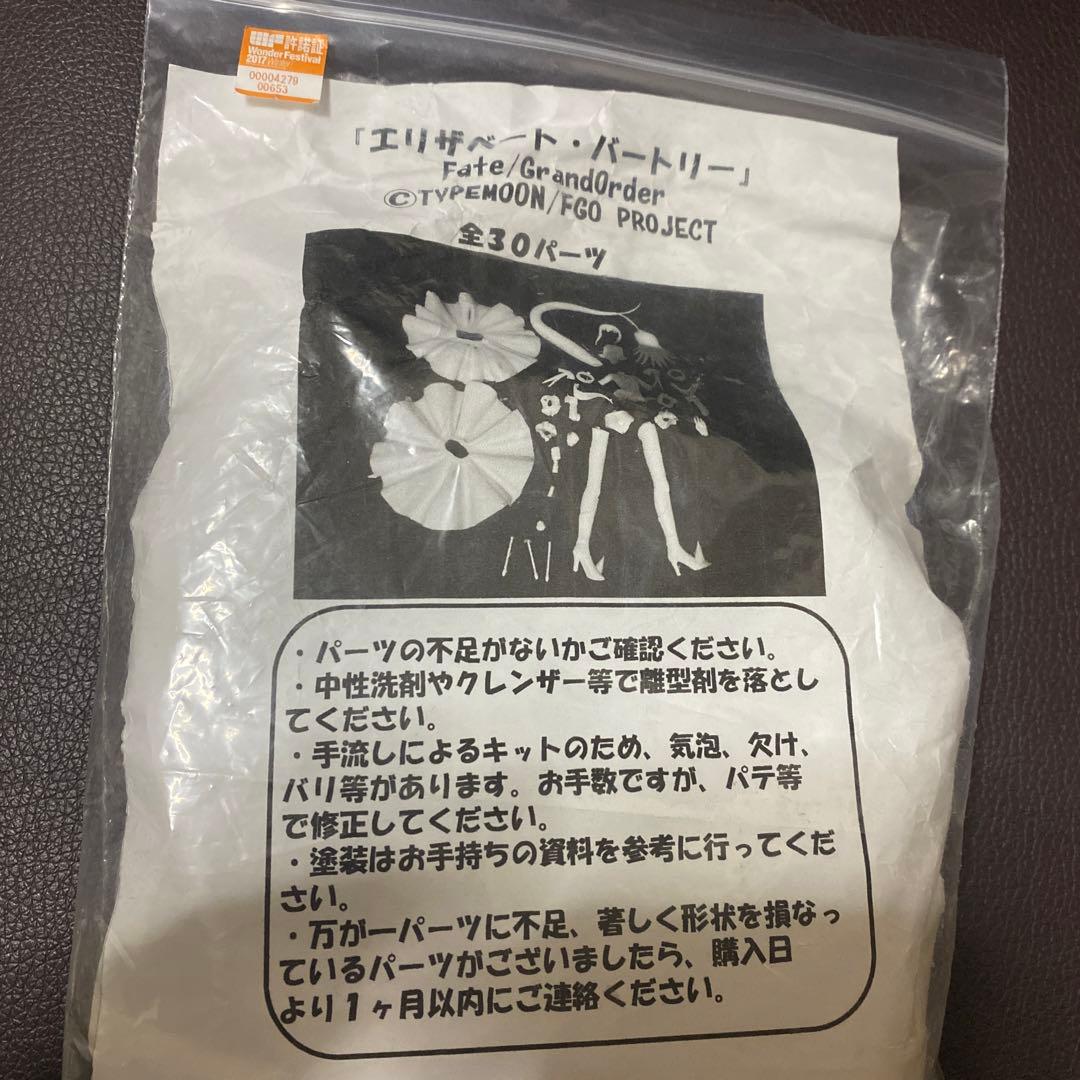 WF 許諾証
Wonder Festival
2017 Winter
00004279
00653
「エリザベート・バートリー」
Fate/GrandOrder
©TYPEMOON/FGO PROJECT
全30パーツ
・パーツの不足がないかご確認ください。
・中性洗剤やクレンザー等で離型剤を落とし
てください。
・手流しによるキットのため、気泡、欠け、
バリ等があります。お手数ですが、パテ等
で修正してください。
・塗装はお手持ちの資料を参考に行ってくだ
さい。
・万が一パーツに不足、著しく形状を損なっ
ているパーツがございましたら、購入日
より1ヶ月以内にご連絡ください。